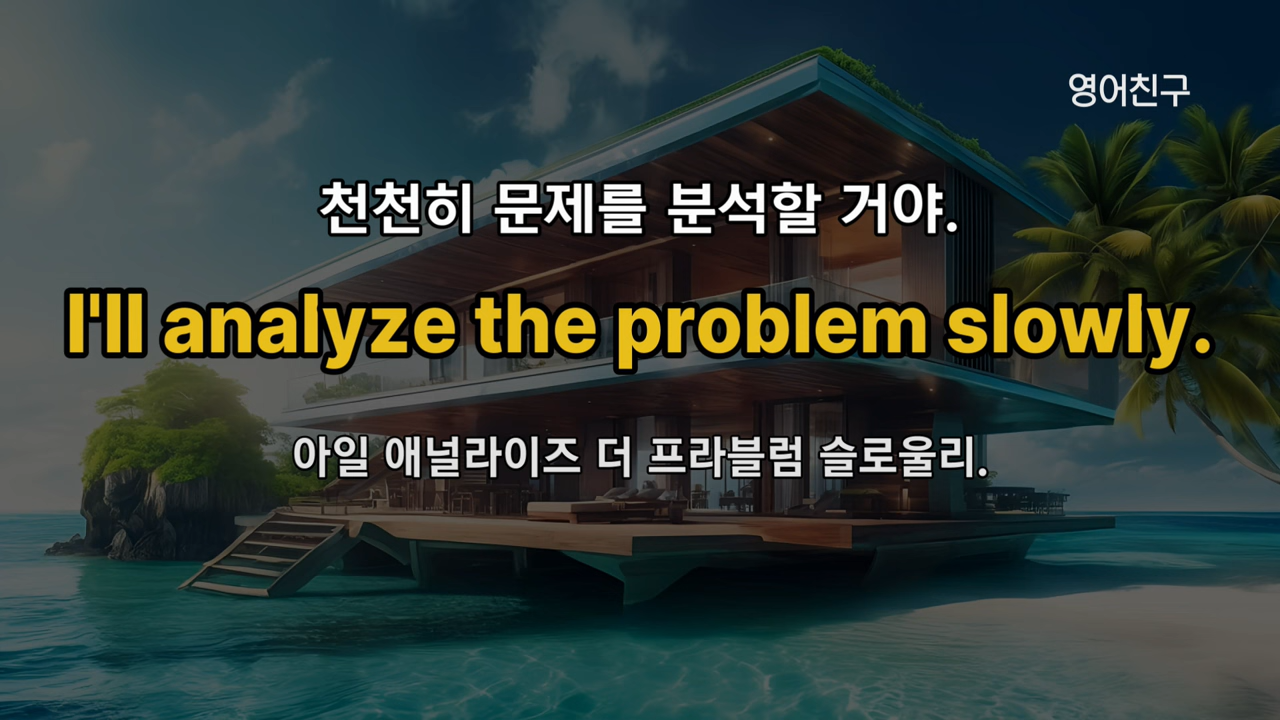 영어친구
천천히 문제를 분석할 거야.
I'll analyze the problem slowly.
아일 애널라이즈 더 프라블럼 슬로울리.